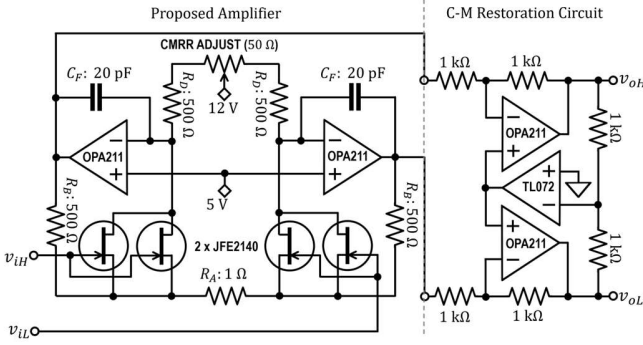 Proposed Amplifier
C-M Restoration Circuit
CMRR ADJUST (50 Ω)
C_F: 20 pF
R_D: 500 Ω
12 V
R_D: 500 Ω
C_F: 20 pF
1 kΩ
1 kΩ
v_oH
−
+
OPA211
−
+
OPA211
−
+
OPA211
1 kΩ
5 V
+
−
TL072
R_B: 500 Ω
R_B: 500 Ω
+
−
OPA211
1 kΩ
v_iH
2 x JFE2140
R_A: 1 Ω
v_oL
1 kΩ
1 kΩ
v_iL